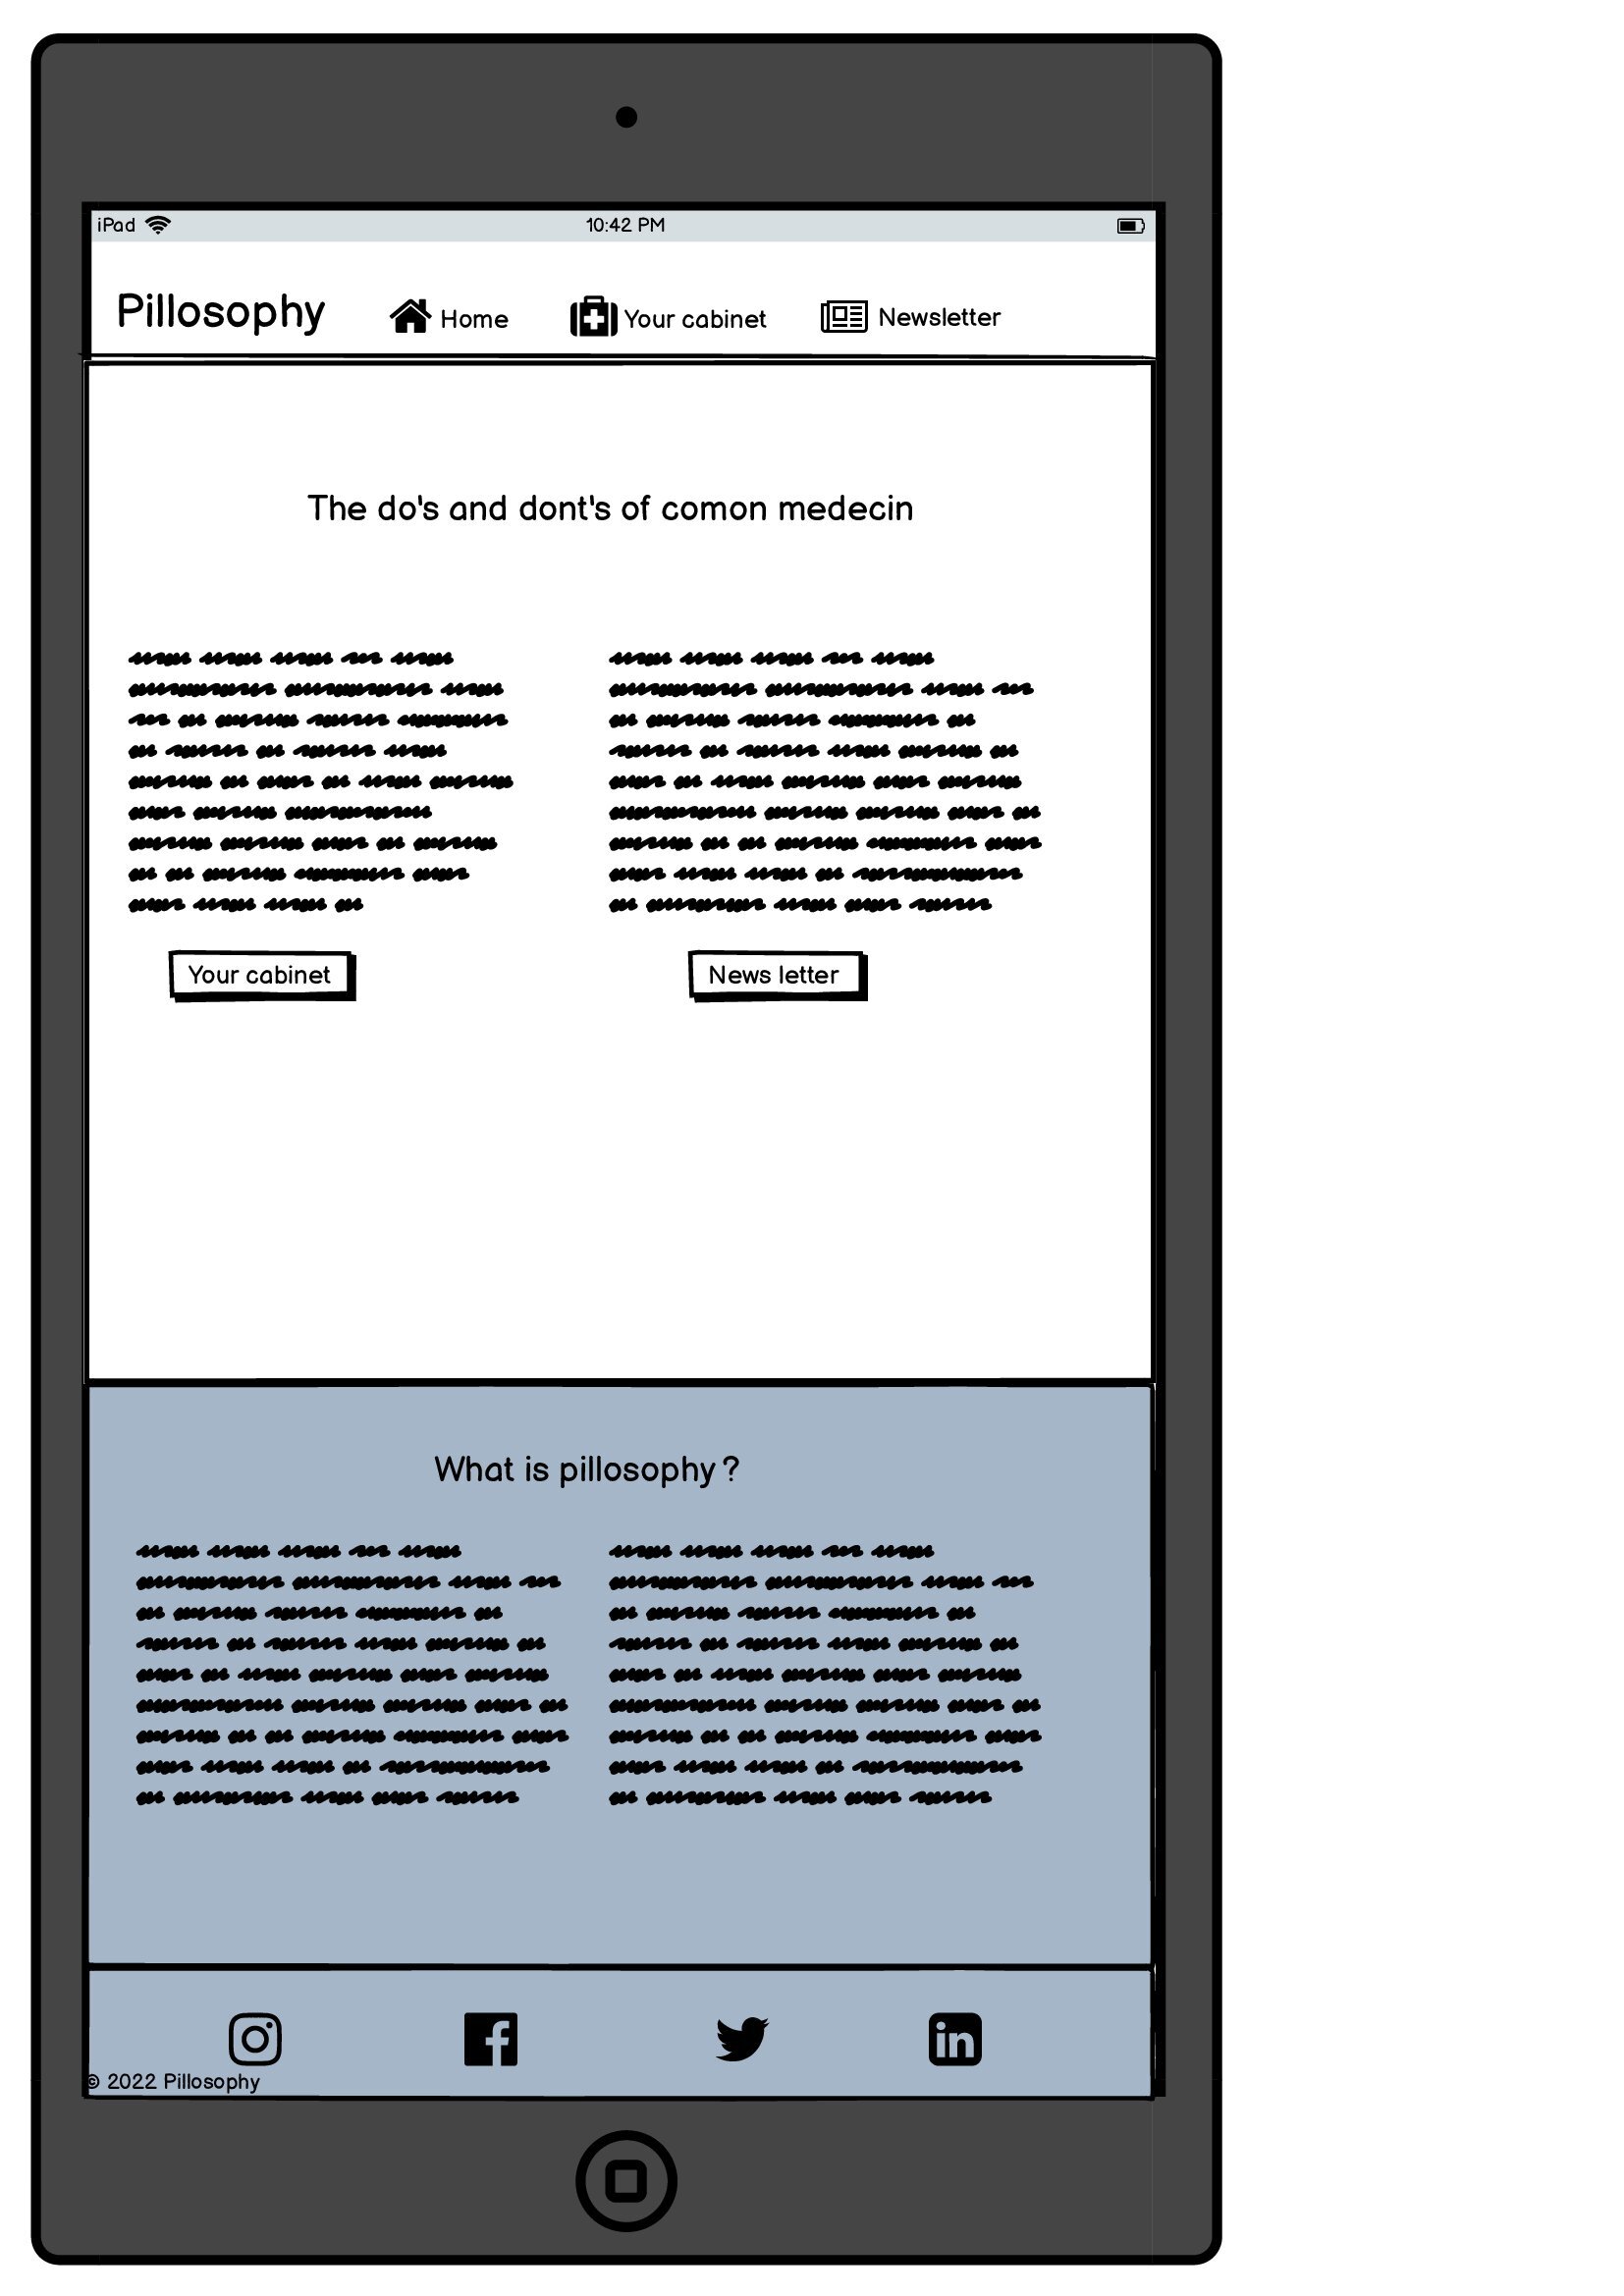 iPad 10:42 PM
Pillosophy Home Your cabinet Newsletter
The do's and dont's of comon medecin
Your cabinet News letter
What is pillosophy ?
© 2022 Pillosophy